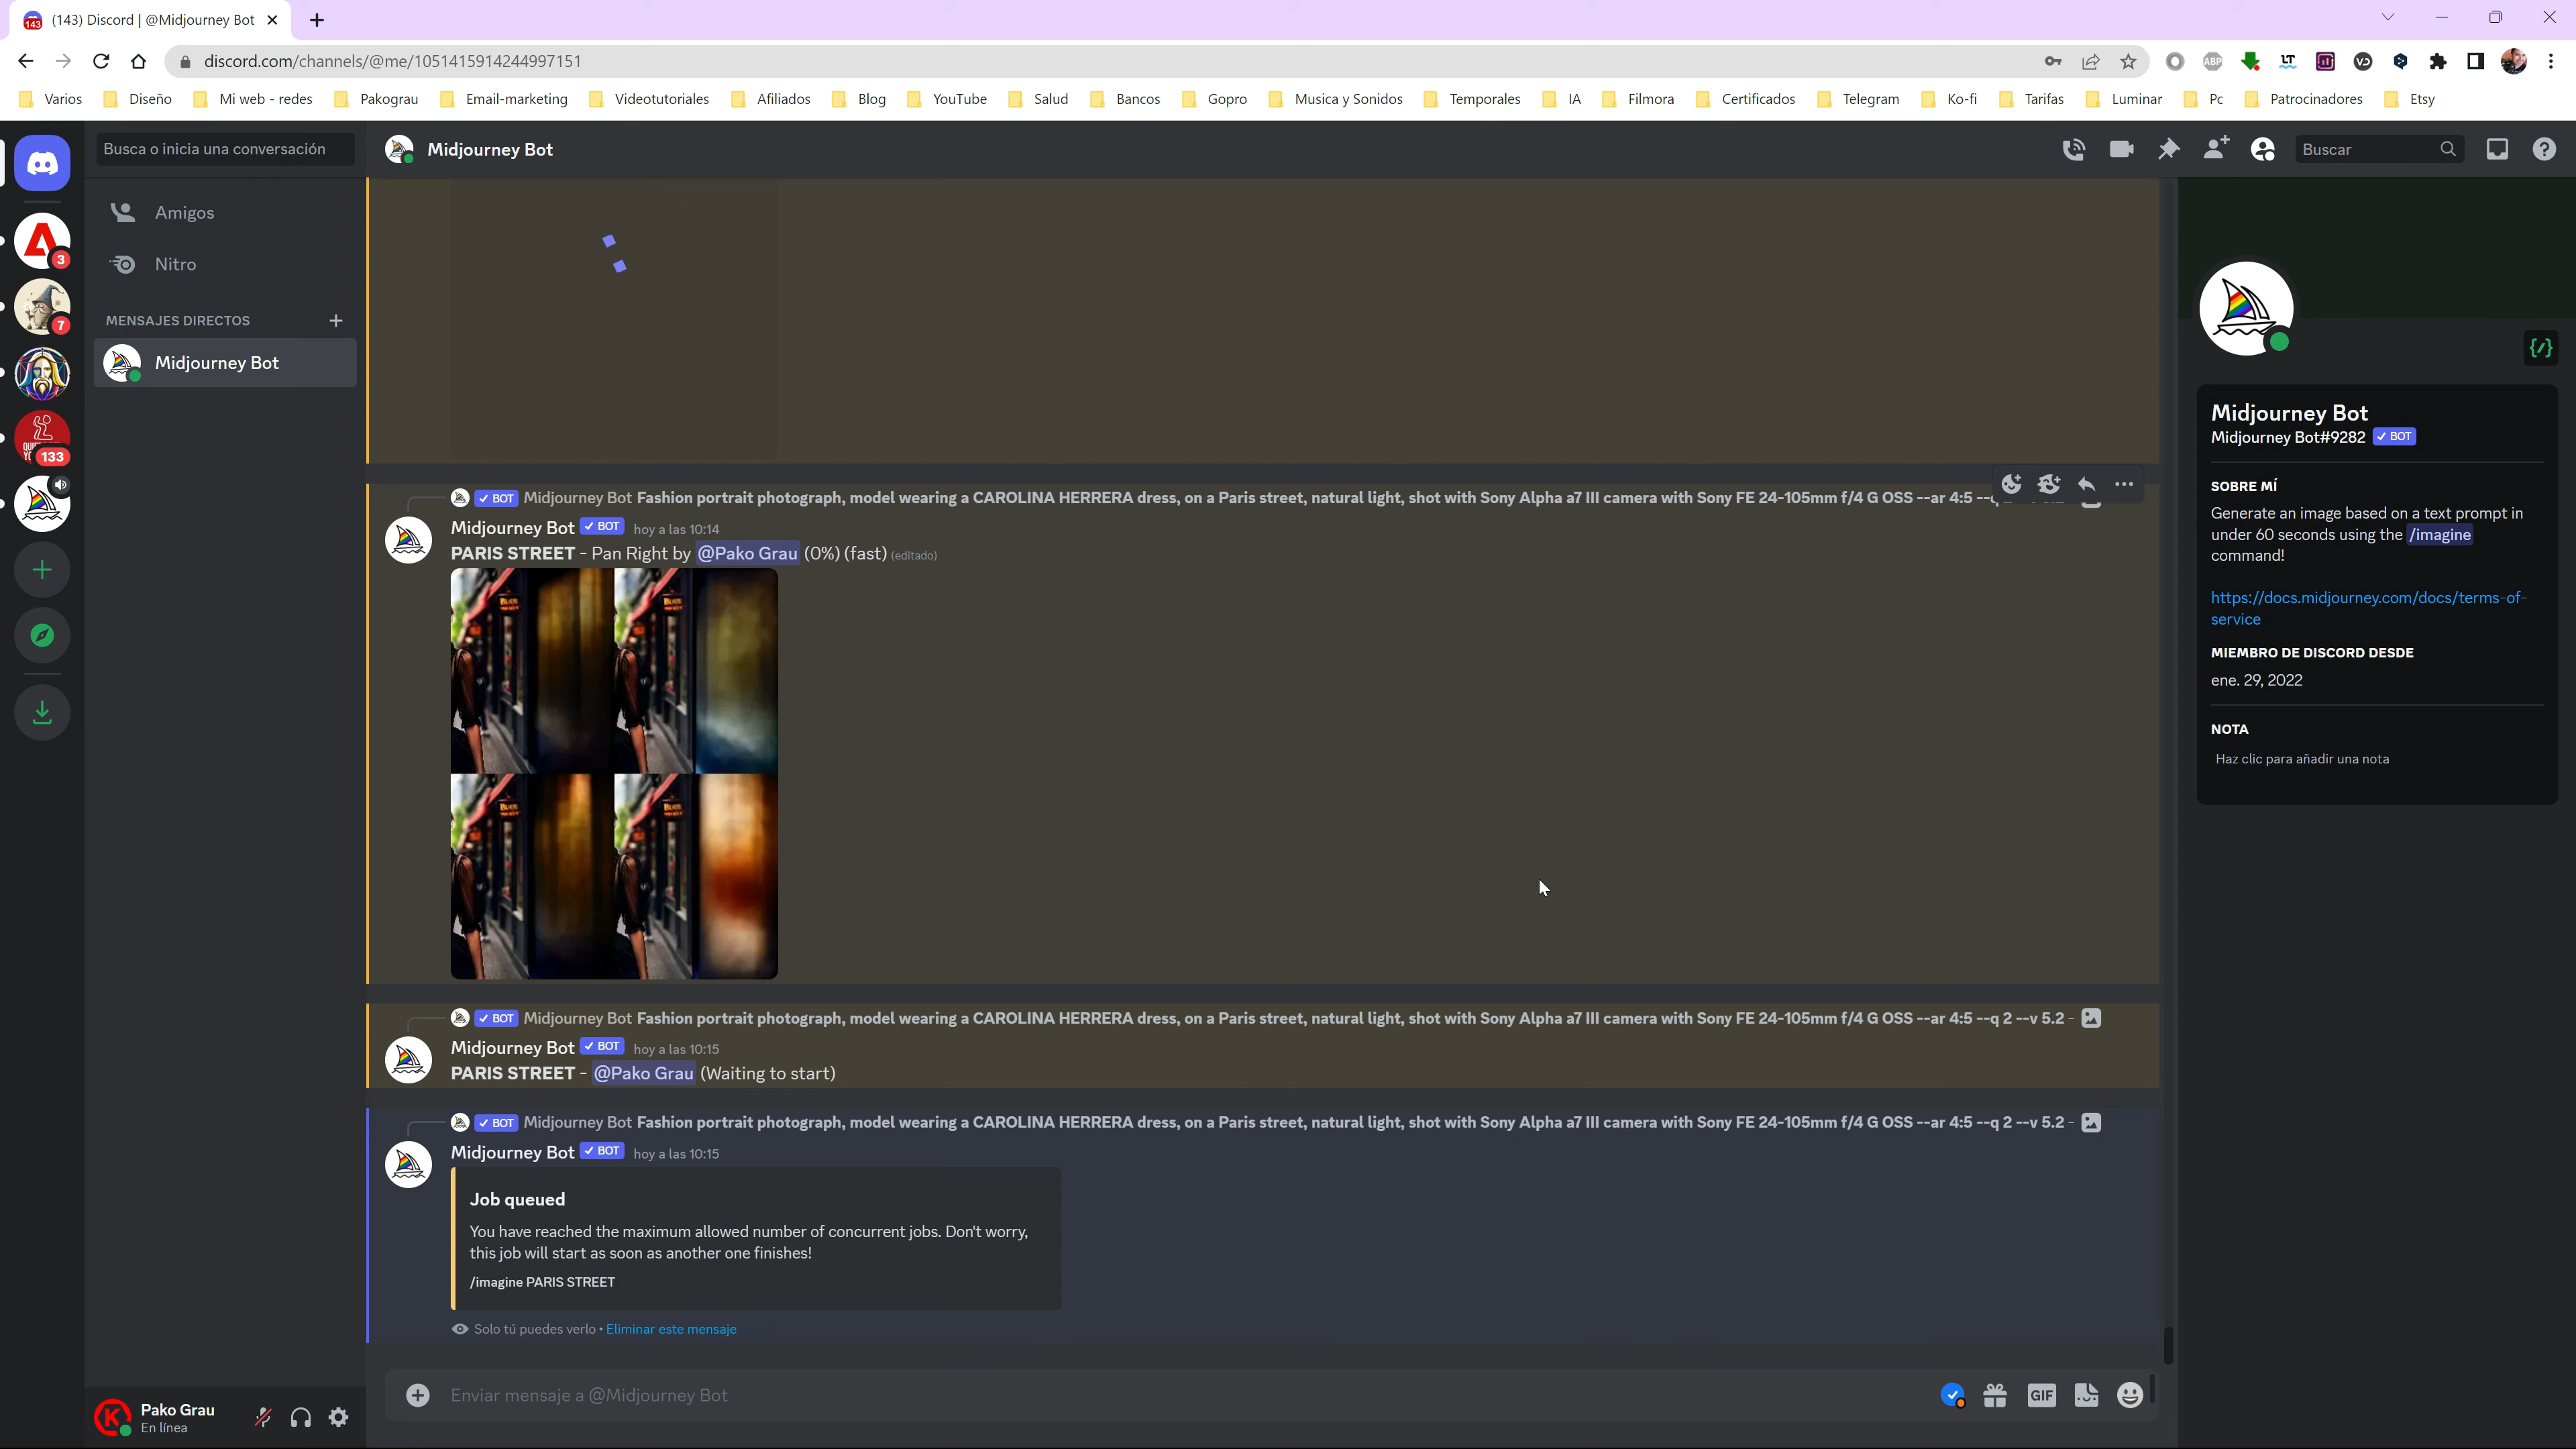 (143) Discord | @Midjourney Bot
discord.com/channels/@me/1051415914244997151
Varios Diseño Mi web - redes Pakograu Email-marketing Videotutoriales Afiliados Blog YouTube Salud Bancos Gopro Musica y Sonidos Temporales IA Filmora Certificados Telegram Ko-fi Tarifas Luminar Pc Patrocinadores Etsy
Busca o inicia una conversación
Midjourney Bot
Buscar
Amigos
Nitro
MENSAJES DIRECTOS
Midjourney Bot
3
7
133
BOT Midjourney Bot Fashion portrait photograph, model wearing a CAROLINA HERRERA dress, on a Paris street, natural light, shot with Sony Alpha a7 III camera with Sony FE 24-105mm f/4 G OSS --ar 4:5
Midjourney Bot BOT hoy a las 10:14
PARIS STREET - Pan Right by @Pako Grau (0%) (fast) (editado)
BOT Midjourney Bot Fashion portrait photograph, model wearing a CAROLINA HERRERA dress, on a Paris street, natural light, shot with Sony Alpha a7 III camera with Sony FE 24-105mm f/4 G OSS --ar 4:5 --q 2 --v 5.2 -
Midjourney Bot BOT hoy a las 10:15
PARIS STREET - @Pako Grau (Waiting to start)
BOT Midjourney Bot Fashion portrait photograph, model wearing a CAROLINA HERRERA dress, on a Paris street, natural light, shot with Sony Alpha a7 III camera with Sony FE 24-105mm f/4 G OSS --ar 4:5 --q 2 --v 5.2 -
Midjourney Bot BOT hoy a las 10:15
Job queued
You have reached the maximum allowed number of concurrent jobs. Don't worry,
this job will start as soon as another one finishes!
/imagine PARIS STREET
Solo tú puedes verlo • Eliminar este mensaje
Enviar mensaje a @Midjourney Bot
GIF
Pako Grau
En línea
Midjourney Bot
Midjourney Bot#9282 BOT
SOBRE MÍ
Generate an image based on a text prompt in
under 60 seconds using the /imagine
command!
https://docs.midjourney.com/docs/terms-of-
service
MIEMBRO DE DISCORD DESDE
ene. 29, 2022
NOTA
Haz clic para añadir una nota